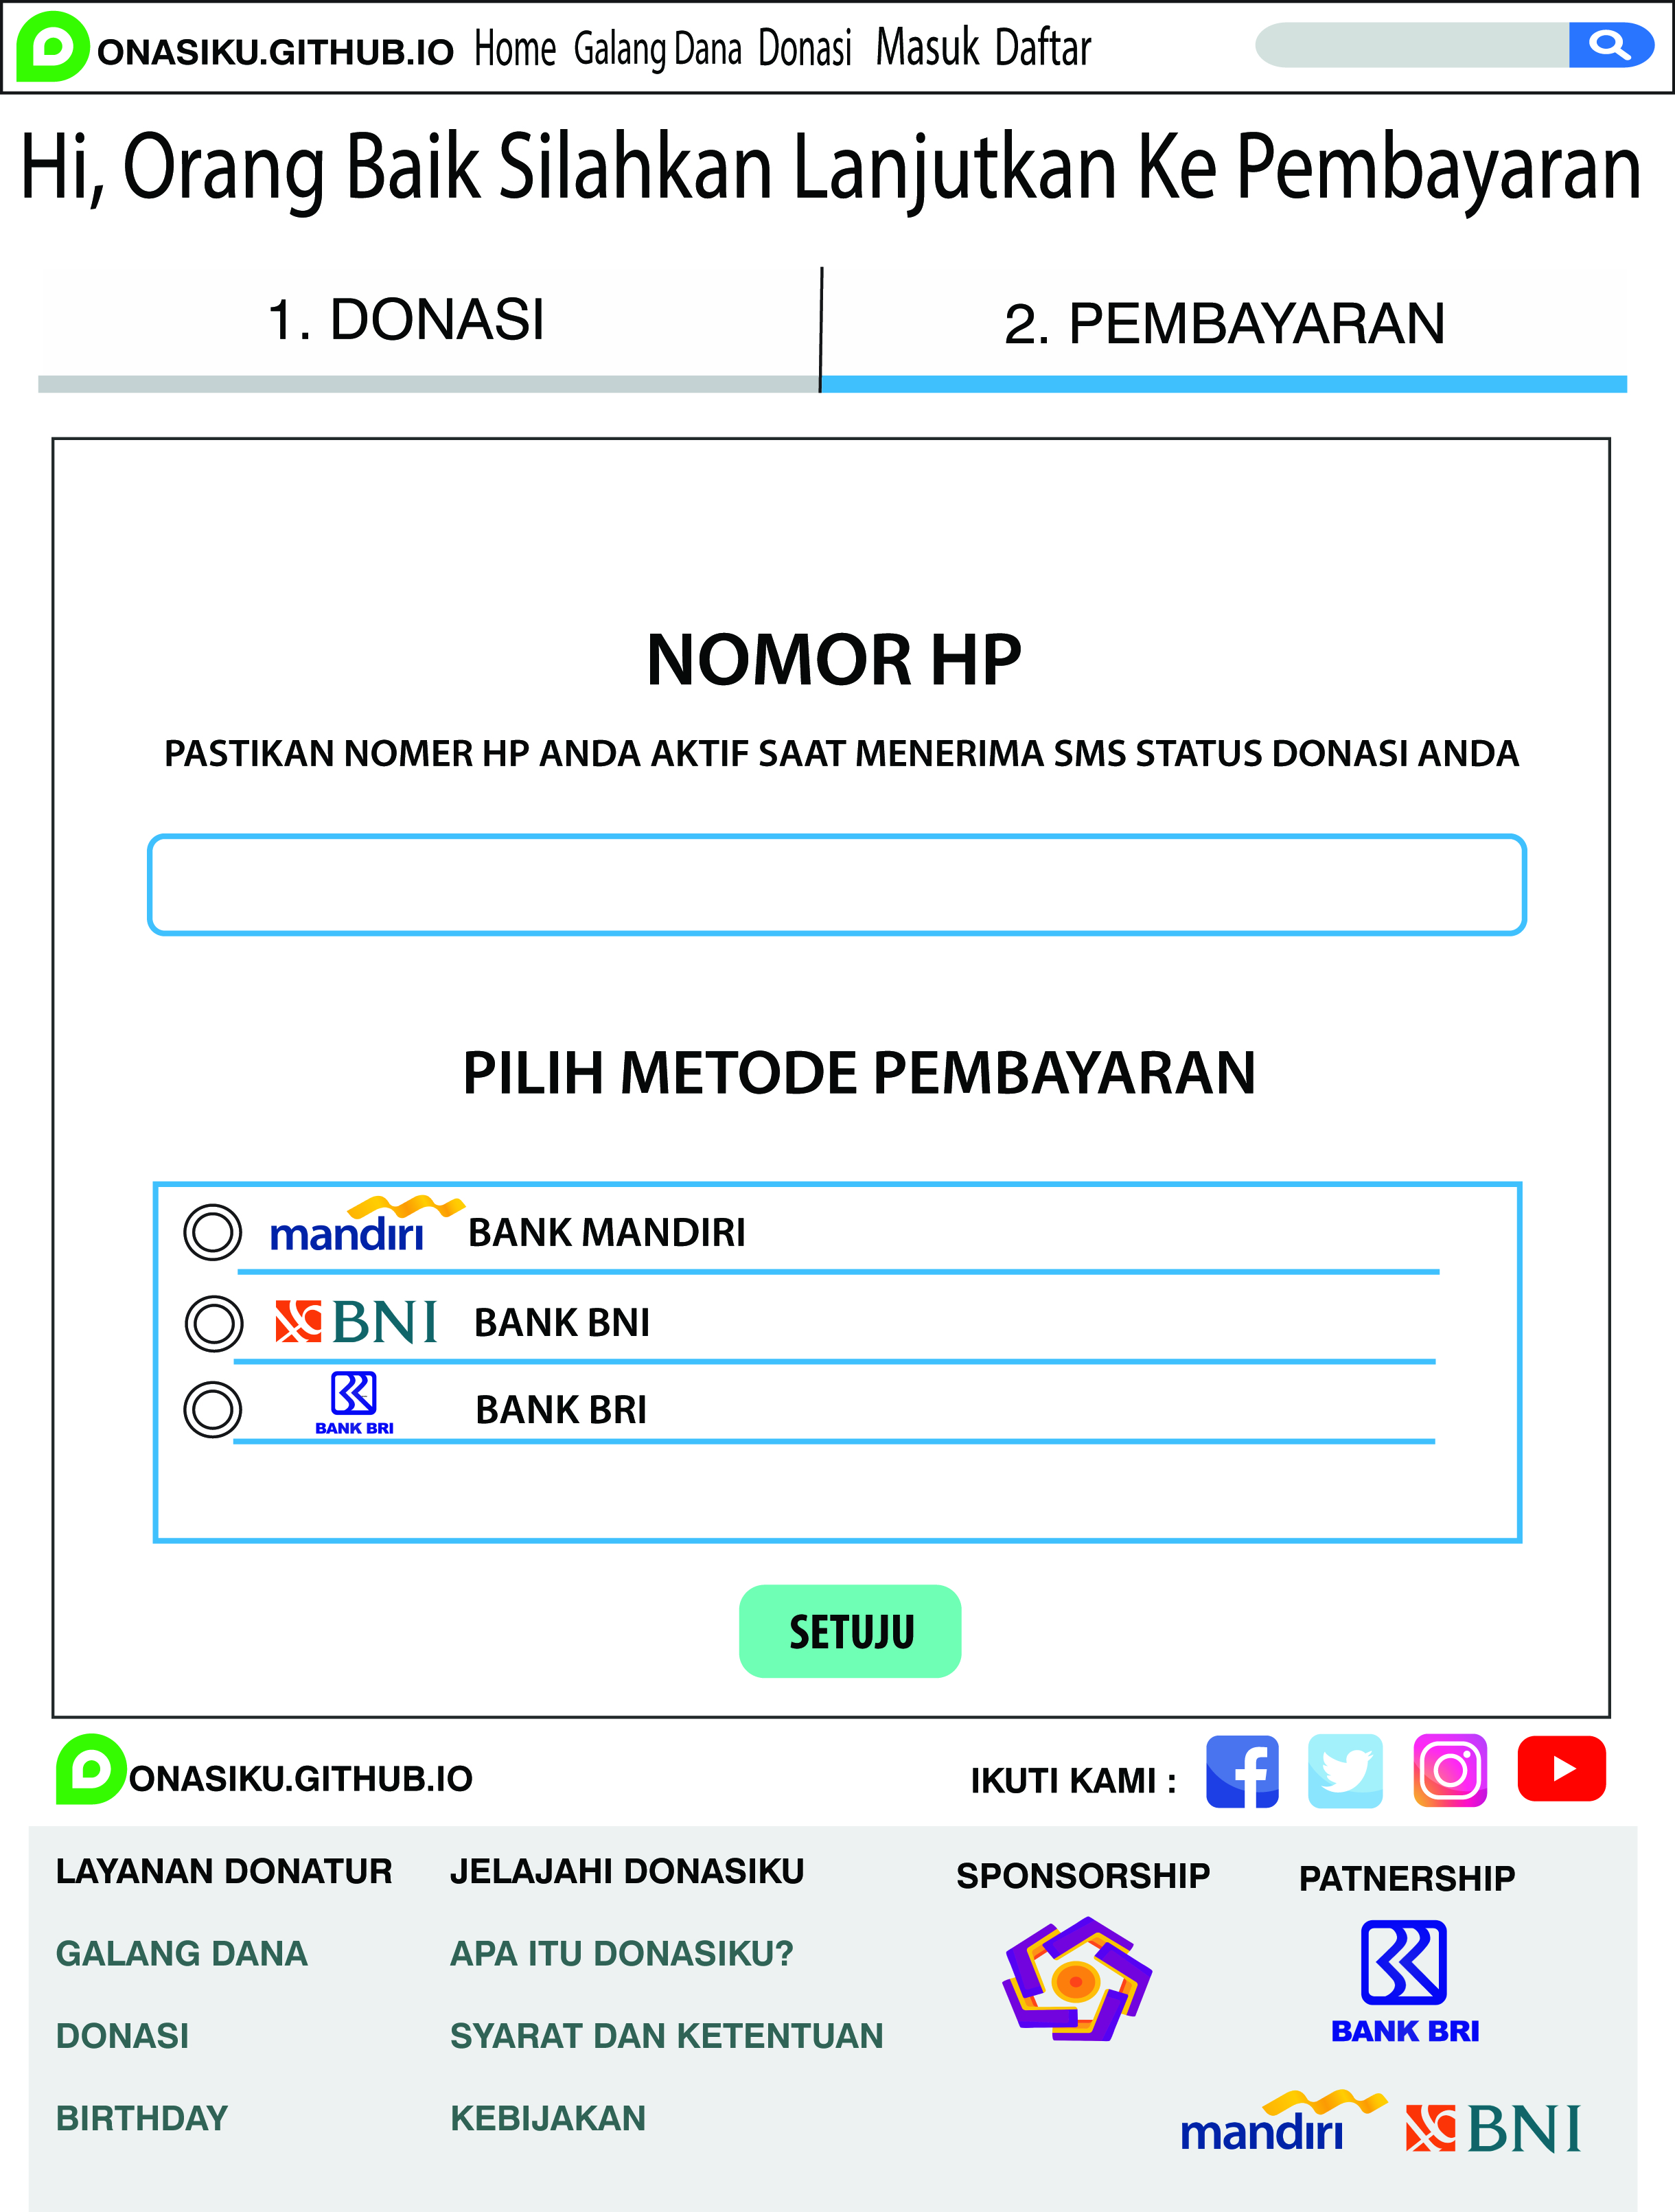 ONASIKU.GITHUB.IO Home Galang Dana Donasi Masuk Daftar
Hi, Orang Baik Silahkan Lanjutkan Ke Pembayaran
1. DONASI
2. PEMBAYARAN
NOMOR HP
PASTIKAN NOMER HP ANDA AKTIF SAAT MENERIMA SMS STATUS DONASI ANDA
PILIH METODE PEMBAYARAN
mandiri BANK MANDIRI
BNI BANK BNI
BANK BRI BANK BRI
SETUJU
ONASIKU.GITHUB.IO
IKUTI KAMI :
LAYANAN DONATUR
GALANG DANA
DONASI
BIRTHDAY
JELAJAHI DONASIKU
APA ITU DONASIKU?
SYARAT DAN KETENTUAN
KEBIJAKAN
SPONSORSHIP
PATNERSHIP
BANK BRI
mandiri BNI